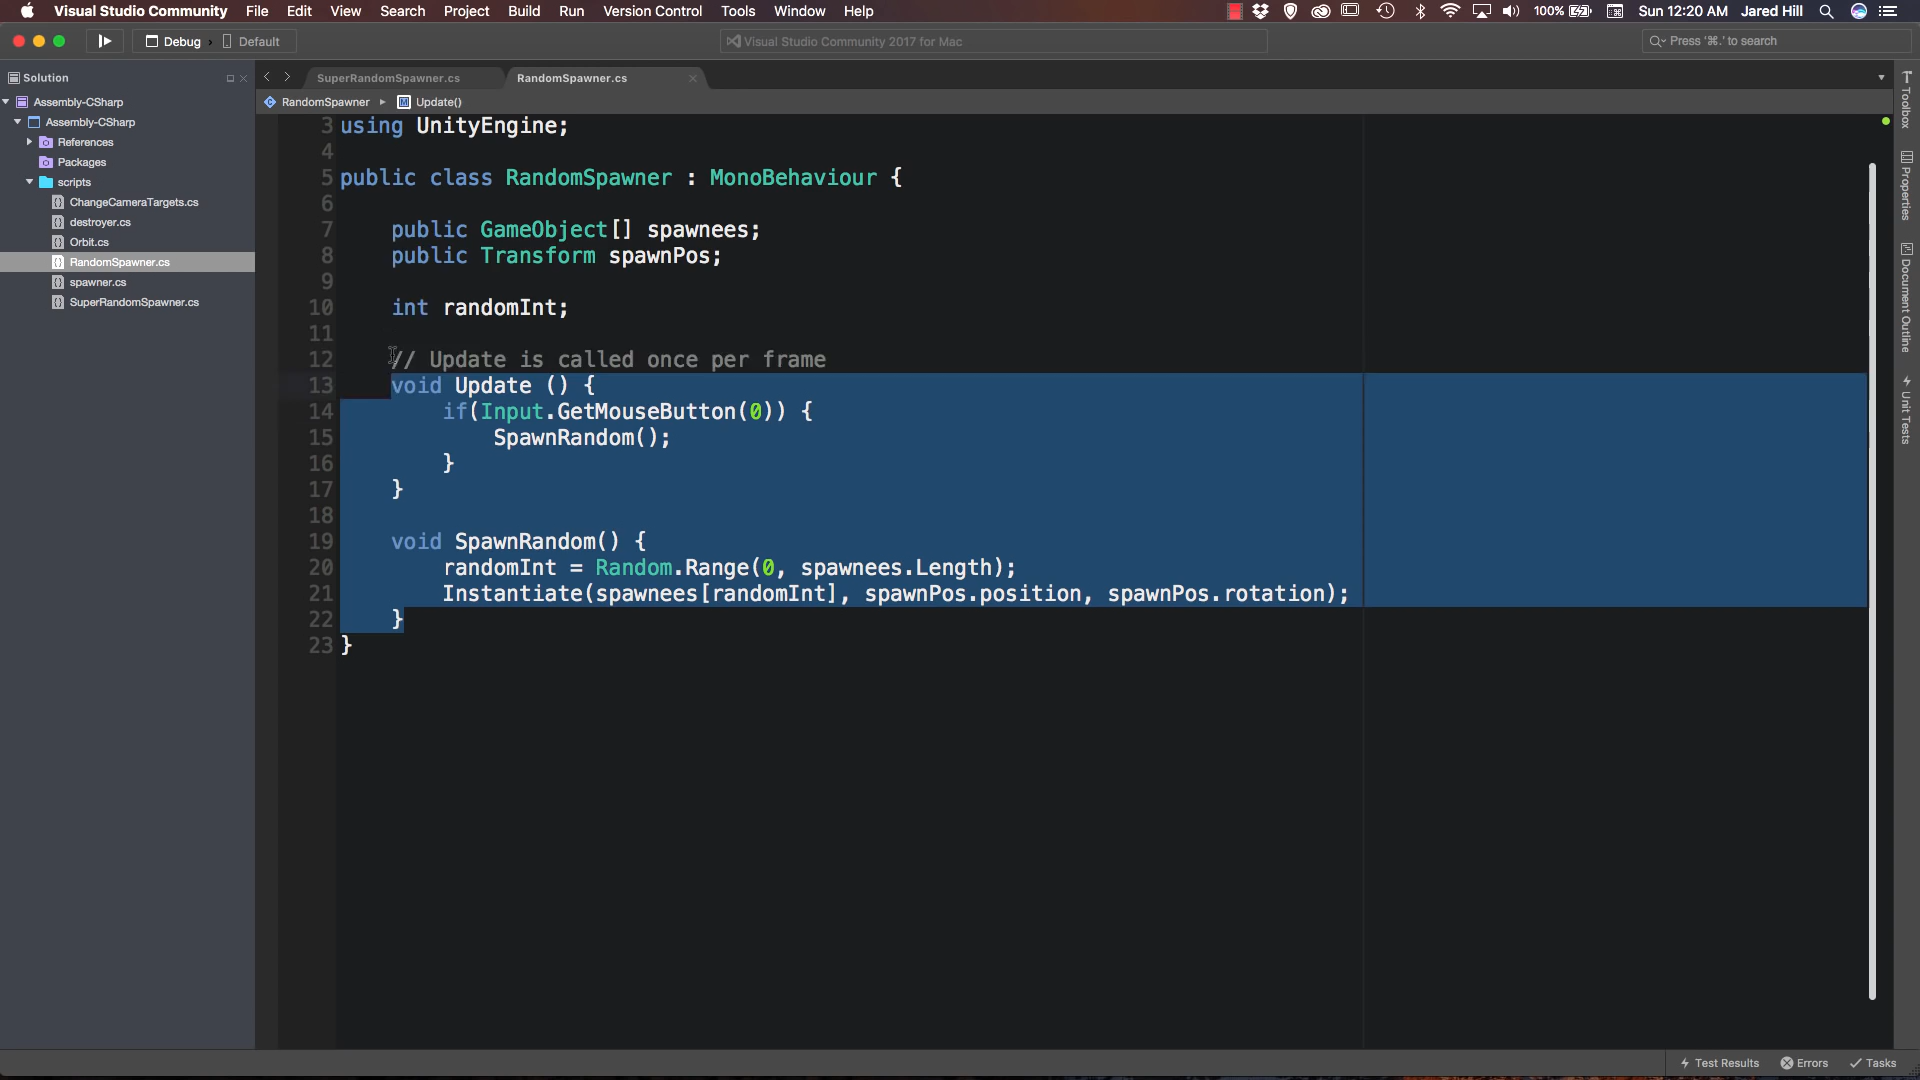 Visual Studio Community File Edit View Search Project Build Run Version Control Tools Window Help 100% Sun 12:20 AM Jared Hill
Debug › Default Visual Studio Community 2017 for Mac Press '⌘.' to search
Solution SuperRandomSpawner.cs RandomSpawner.cs
RandomSpawner Update()
Assembly-CSharp
Assembly-CSharp
References
Packages
scripts
ChangeCameraTargets.cs
destroyer.cs
Orbit.cs
RandomSpawner.cs
spawner.cs
SuperRandomSpawner.cs
3 using UnityEngine;
4
5 public class RandomSpawner : MonoBehaviour {
6
7 public GameObject[] spawnees;
8 public Transform spawnPos;
9
10 int randomInt;
11
12 // Update is called once per frame
13 void Update () {
14 if(Input.GetMouseButton(0)) {
15 SpawnRandom();
16 }
17 }
18
19 void SpawnRandom() {
20 randomInt = Random.Range(0, spawnees.Length);
21 Instantiate(spawnees[randomInt], spawnPos.position, spawnPos.rotation);
22 }
23 }
Toolbox
Properties
Document Outline
Unit Tests
Test Results Errors Tasks